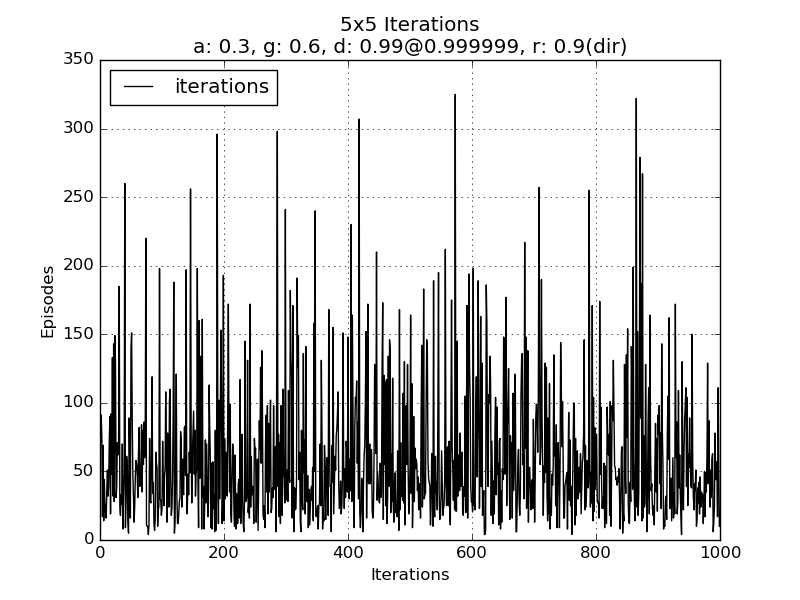 5x5 Iterations
a: 0.3, g: 0.6, d: 0.99@0.999999, r: 0.9(dir)
iterations
350
300
250
200
150
100
50
0
Episodes
0 200 400 600 800 1000
Iterations